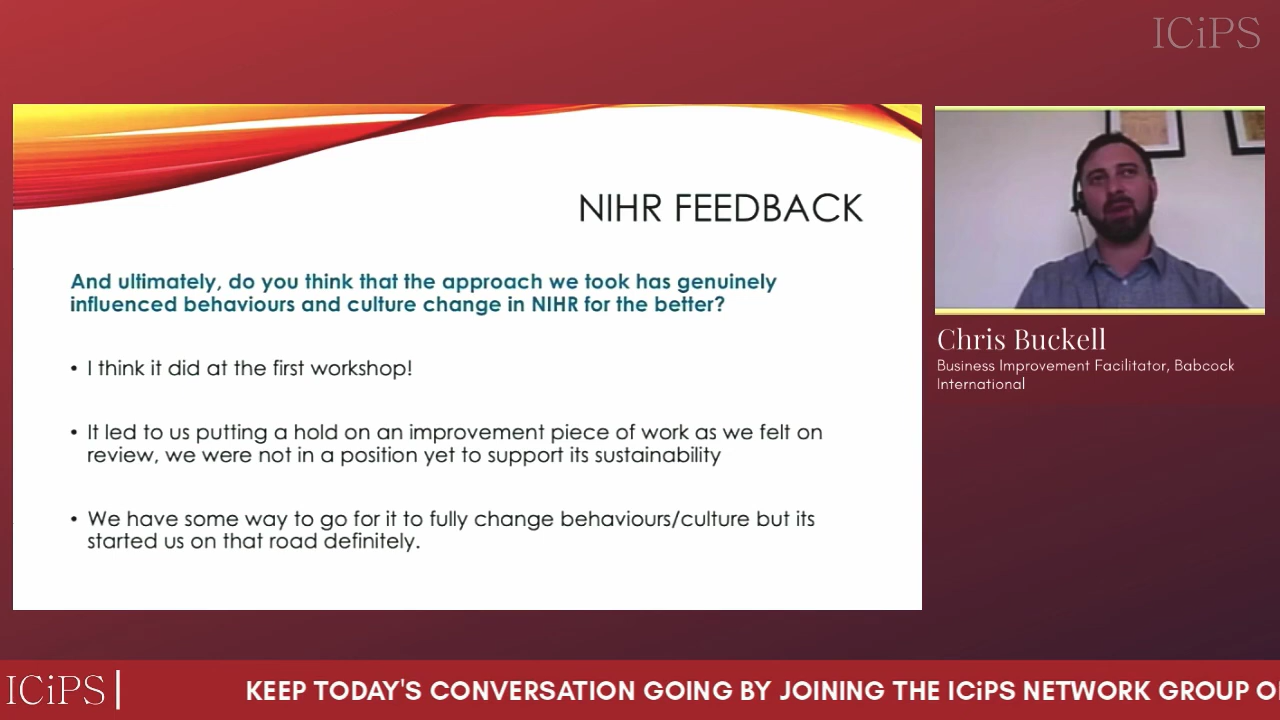 ICiPS
NIHR FEEDBACK
And ultimately, do you think that the approach we took has genuinely
influenced behaviours and culture change in NIHR for the better?
• I think it did at the first workshop!
• It led to us putting a hold on an improvement piece of work as we felt on
review, we were not in a position yet to support its sustainability
• We have some way to go for it to fully change behaviours/culture but its
started us on that road definitely.
Chris Buckell
Business Improvement Facilitator, Babcock
International
ICiPS
KEEP TODAY'S CONVERSATION GOING BY JOINING THE ICiPS NETWORK GROUP